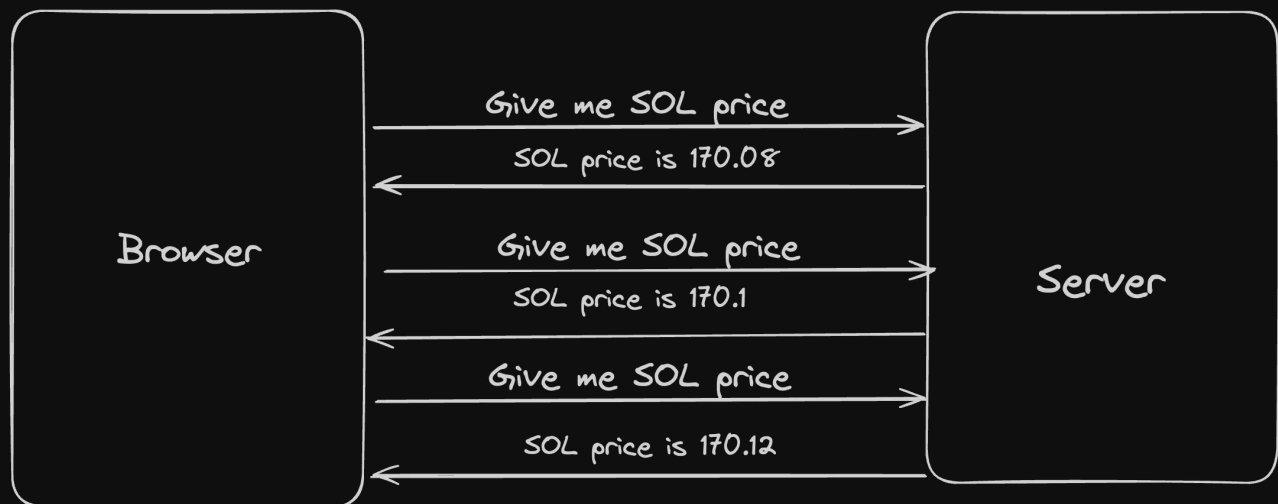 Give me SOL price
SOL price is 170.08
Browser
Give me SOL price
Server
SOL price is 170.1
Give me SOL price
SOL price is 170.12